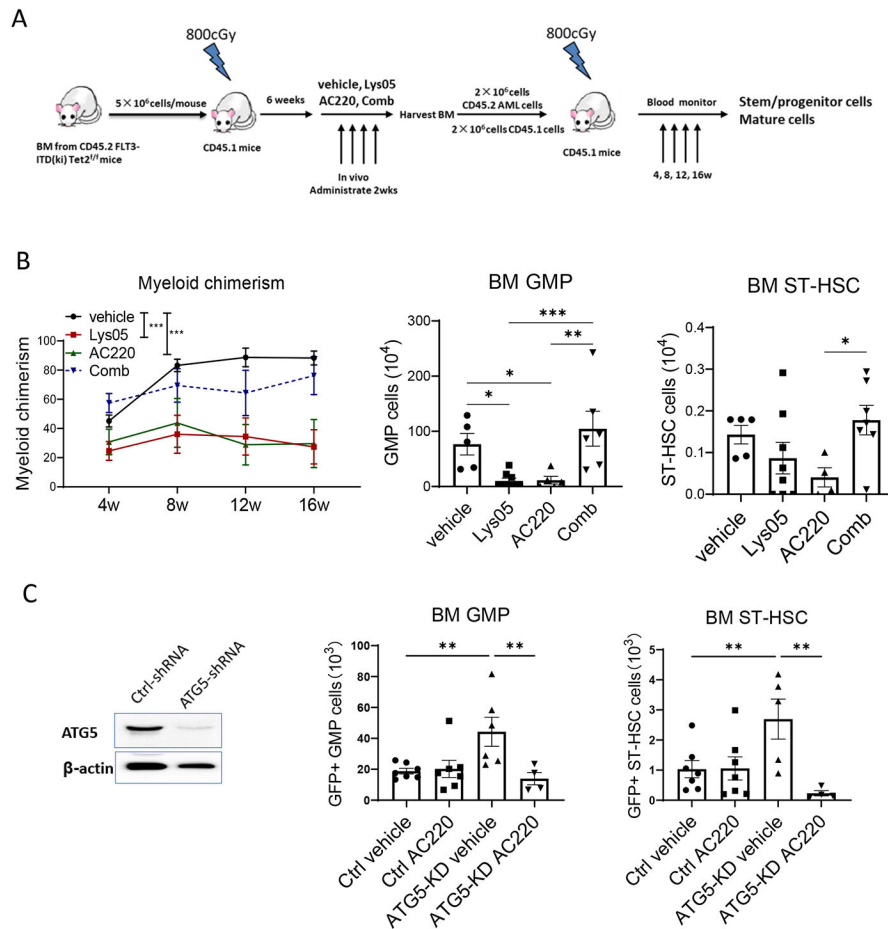 A
800cGy
800cGy
5×10⁶cells/mouse
6 weeks
vehicle, Lys05
AC220, Comb
Harvest BM
2×10⁶cells
CD45.2 AML cells
2×10⁶cells CD45.1 cells
Blood monitor
Stem/progenitor cells
Mature cells
BM from CD45.2 FLT3-
ITD(ki) Tet2f/f mice
CD45.1 mice
In vivo
Administrate 2wks
CD45.1 mice
4, 8, 12, 16w
B
Myeloid chimerism
vehicle
Lys05
AC220
Comb
***
***
Myeloid chimerism
100
80
60
40
20
0
4w
8w
12w
16w
BM GMP
GMP cells (10⁴)
300
200
100
0
***
**
*
*
vehicle
Lys05
AC220
Comb
BM ST-HSC
ST-HSC cells (10⁴)
0.4
0.3
0.2
0.1
0.0
*
vehicle
Lys05
AC220
Comb
C
Ctrl-shRNA
ATG5-shRNA
ATG5
β-actin
BM GMP
GFP+ GMP cells (10³)
100
80
60
40
20
0
**
**
Ctrl vehicle
Ctrl AC220
ATG5-KD vehicle
ATG5-KD AC220
BM ST-HSC
GFP+ ST-HSC cells (10³)
5
4
3
2
1
0
**
**
Ctrl vehicle
Ctrl AC220
ATG5-KD vehicle
ATG5-KD AC220